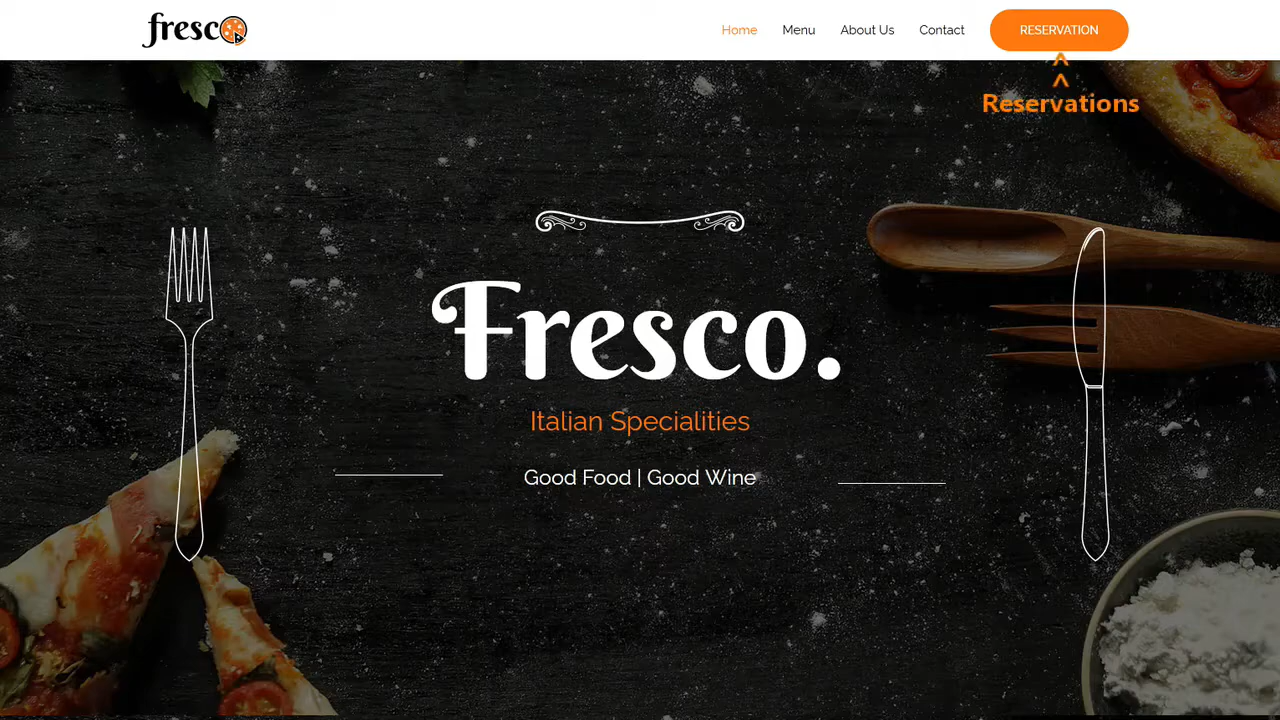 fresco
Home
Menu
About Us
Contact
RESERVATION
^
^
Reservations
Fresco.
Italian Specialities
Good Food | Good Wine